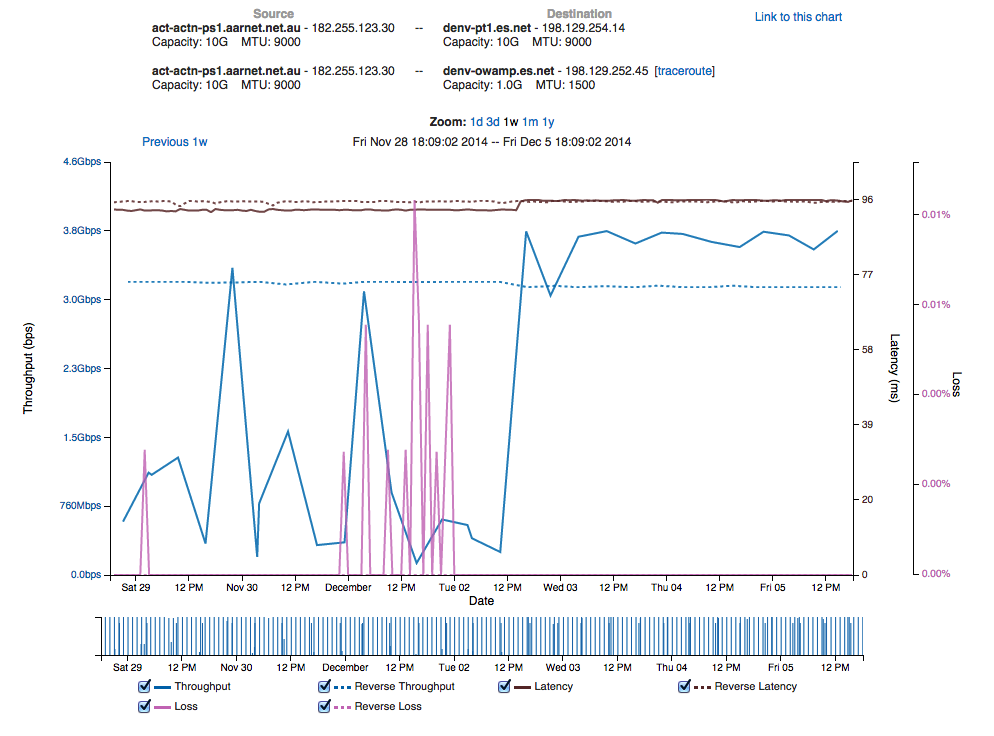 Source Destination Link to this chart
act-actn-ps1.aarnet.net.au - 182.255.123.30 -- denv-pt1.es.net - 198.129.254.14
Capacity: 10G MTU: 9000 Capacity: 10G MTU: 9000
act-actn-ps1.aarnet.net.au - 182.255.123.30 -- denv-owamp.es.net - 198.129.252.45 [traceroute]
Capacity: 10G MTU: 9000 Capacity: 1.0G MTU: 1500
Zoom: 1d 3d 1w 1m 1y
Previous 1w Fri Nov 28 18:09:02 2014 -- Fri Dec 5 18:09:02 2014
4.6Gbps
96
0.01%
3.8Gbps
77
3.0Gbps 0.01%
Throughput (bps)
58
Latency (ms)
2.3Gbps
Loss
0.00%
39
1.5Gbps
0.00%
20
760Mbps
0.0bps 0 0.00%
Sat 29 12 PM Nov 30 12 PM December 12 PM Tue 02 12 PM Wed 03 12 PM Thu 04 12 PM Fri 05 12 PM
Date
Sat 29 12 PM Nov 30 12 PM December 12 PM Tue 02 12 PM Wed 03 12 PM Thu 04 12 PM Fri 05 12 PM
Throughput Reverse Throughput Latency Reverse Latency
Loss Reverse Loss